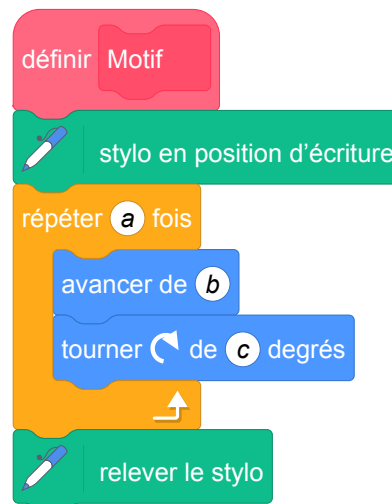 définir Motif
stylo en position d’écriture
répéter a fois
avancer de b
tourner de c degrés
relever le stylo